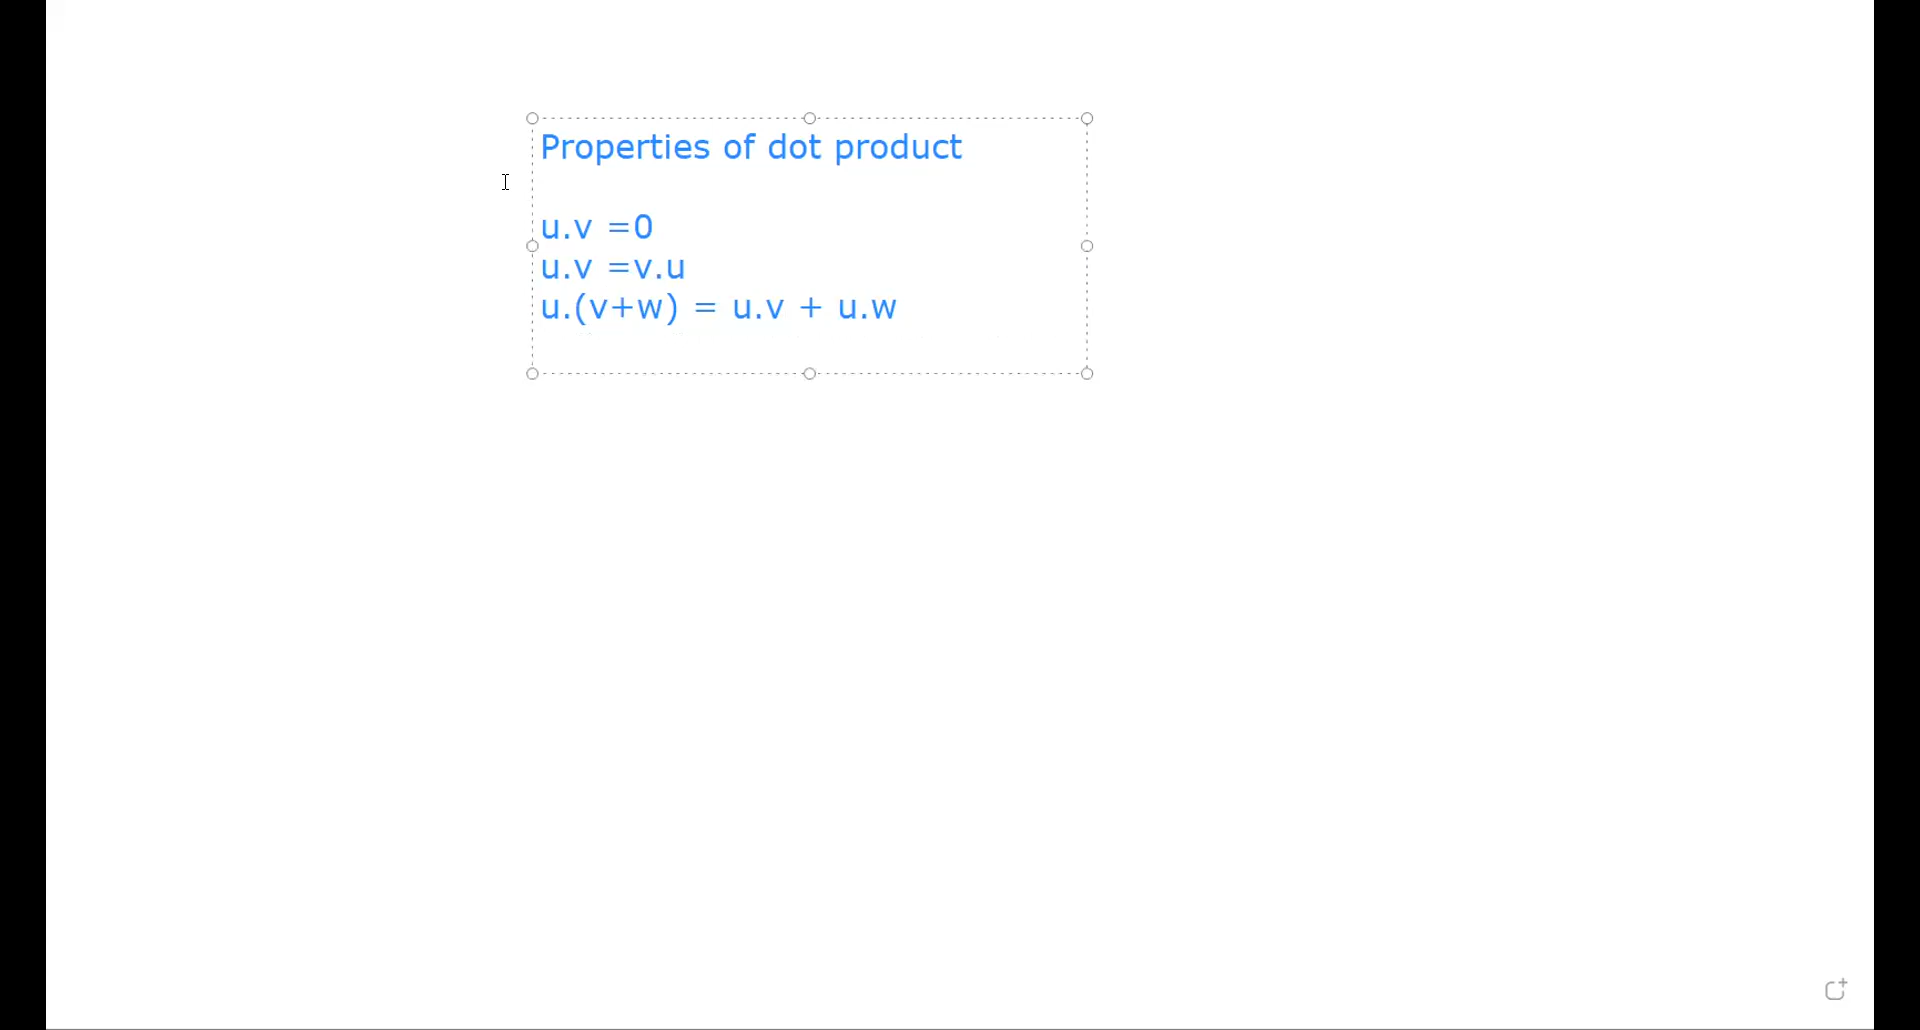 Properties of dot product
u.v =0
u.v =v.u
u.(v+w) = u.v + u.w